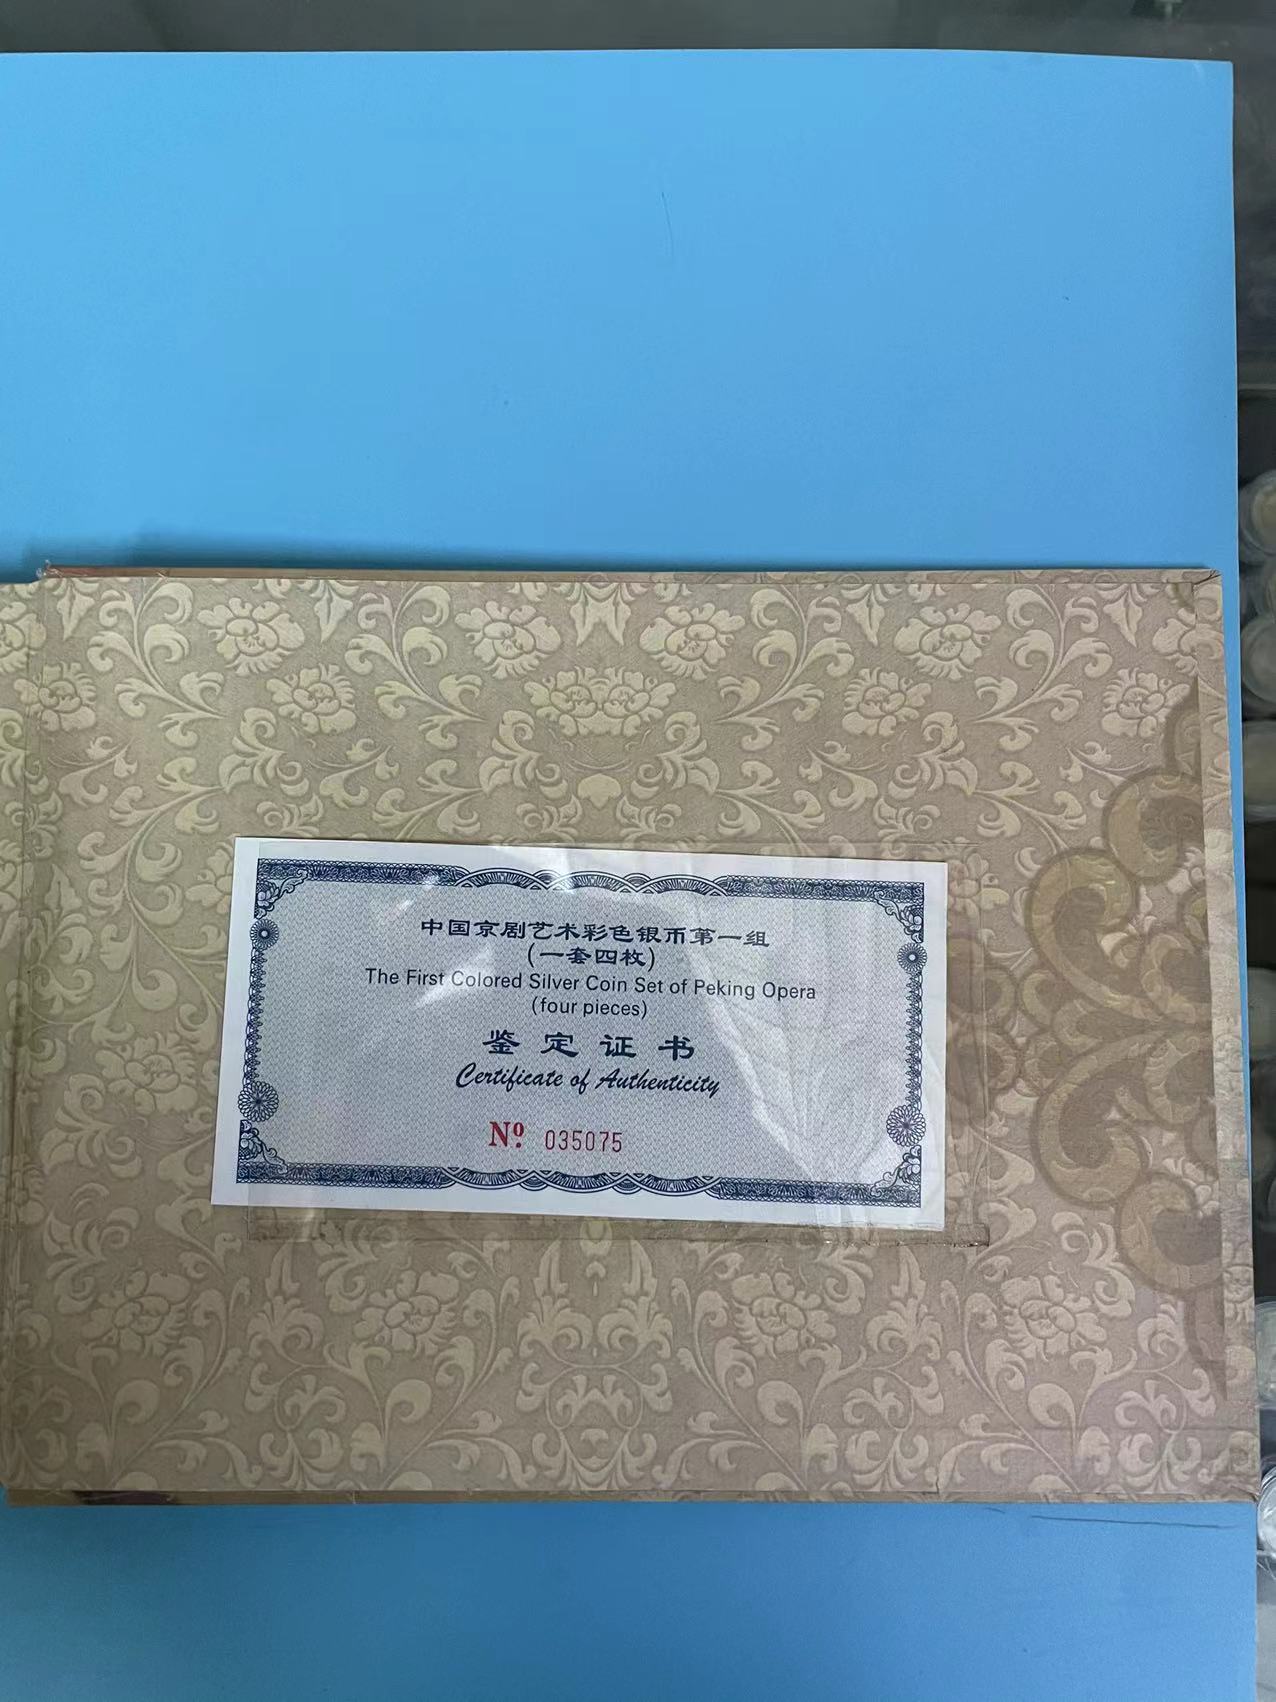 中国京剧艺术彩色银币第一组
(一套四枚)
The First Colored Silver Coin Set of Peking Opera
(four pieces)
鉴定证书
Certificate of Authenticity
Nº. 035075